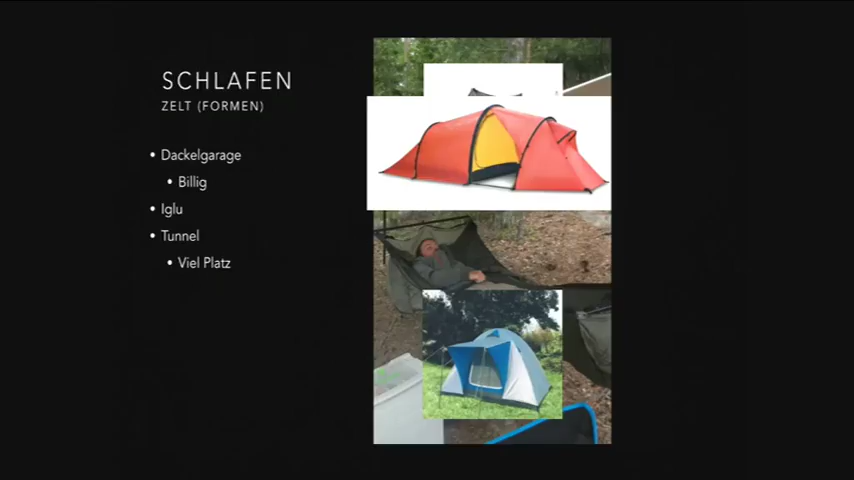 SCHLAFEN
ZELT (FORMEN)
• Dackelgarage
• Billig
• Iglu
• Tunnel
• Viel Platz